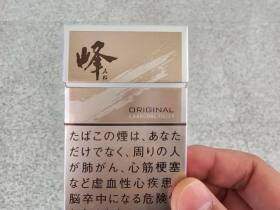 峰
ORIGINAL
CHARCOAL FILTER
たばこの煙は、あなた
だけでなく、周りの人
が肺がん、心筋梗塞
など虚血性心疾患、
脳卒中になる危険